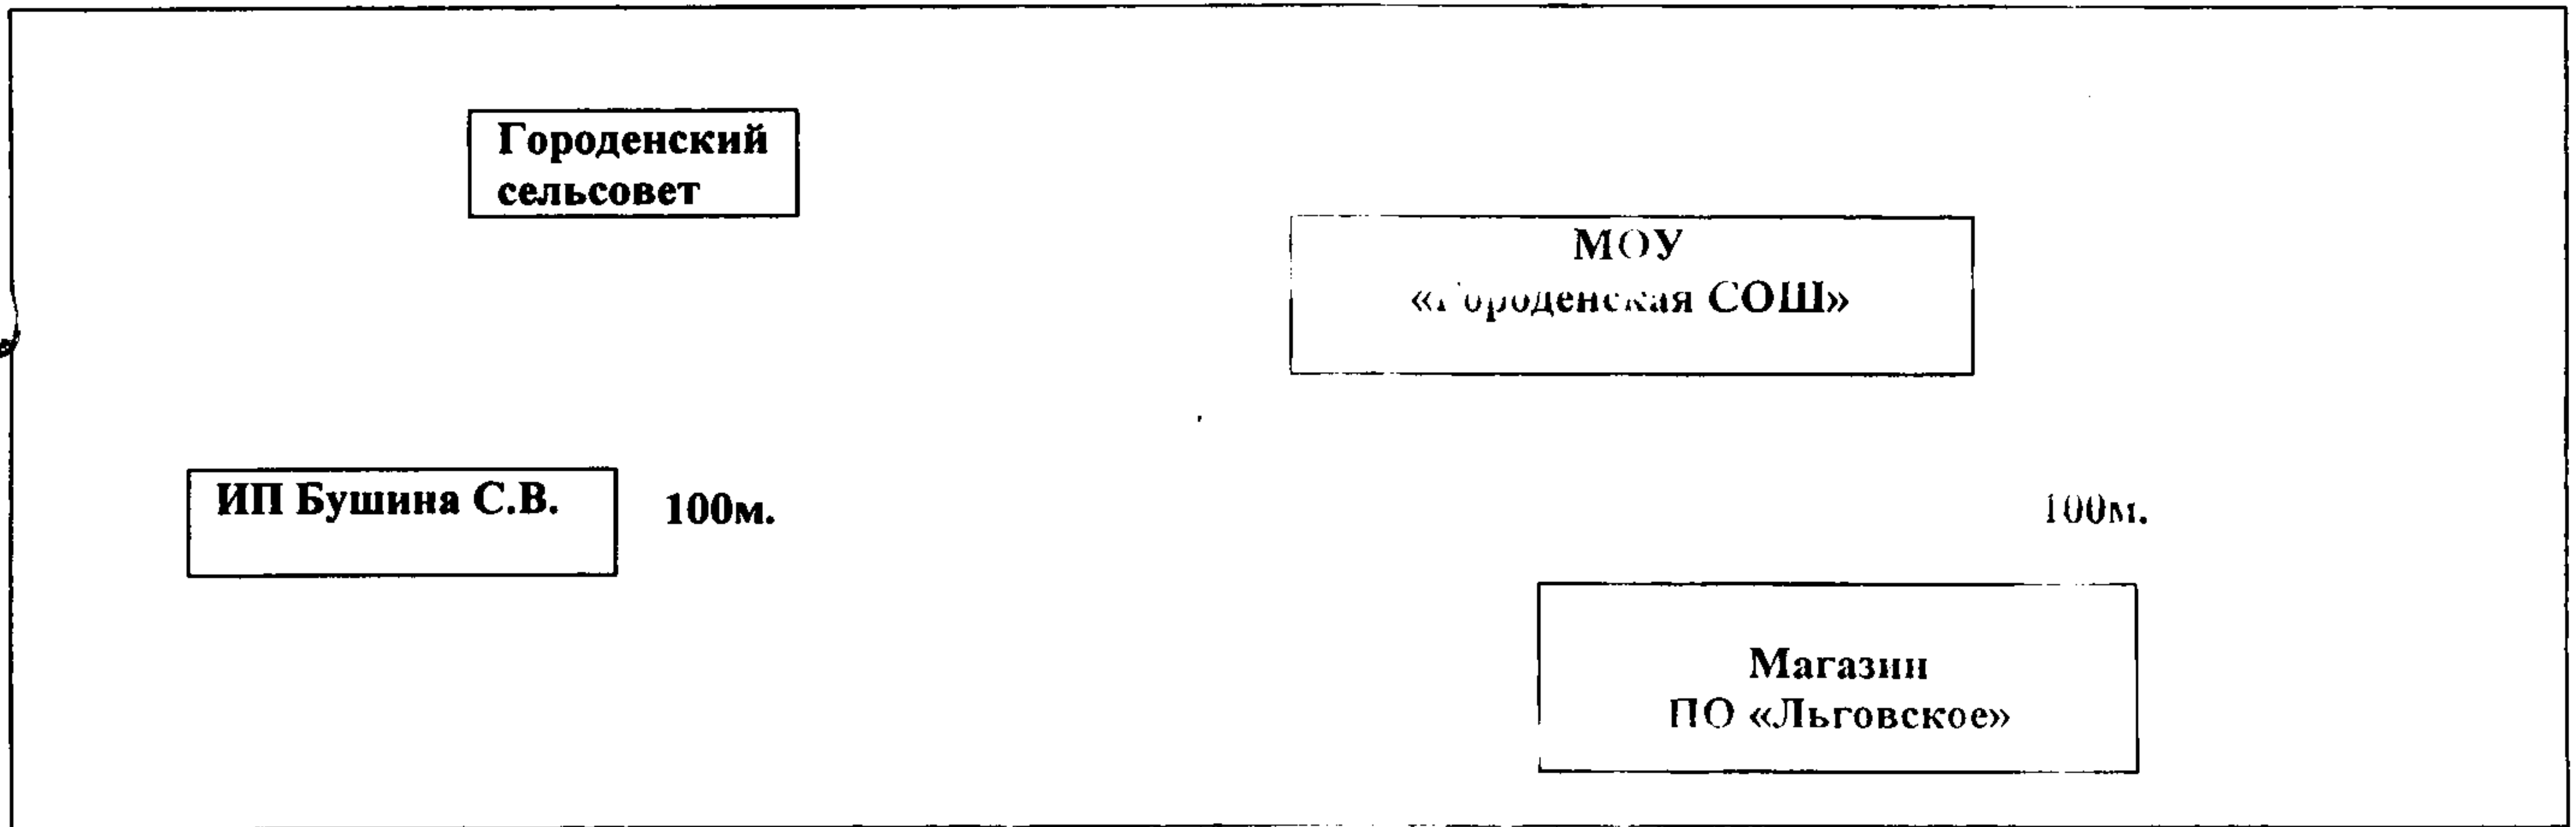 Городенский
сельсовет
МОУ
«Городенская СОШ»
ИП Бушина С.В.
100м.
100м.
Магазин
ПО «Льговское»